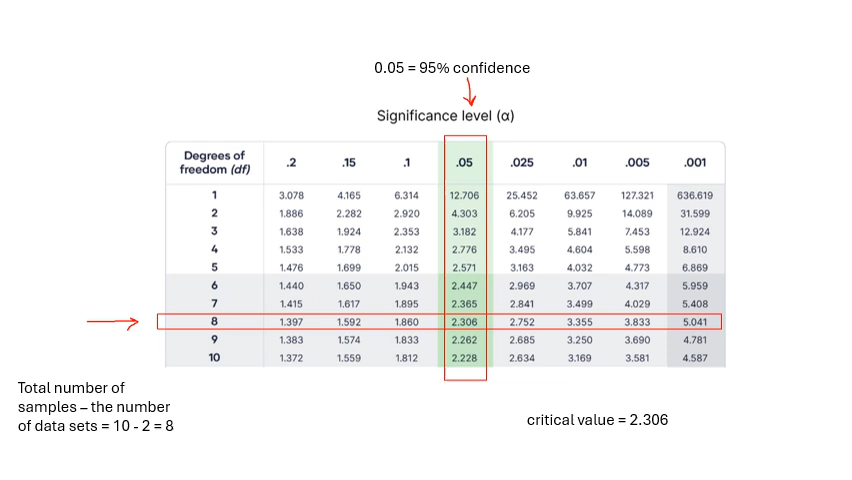 0.05 = 95% confidence
Significance level (α)
Degrees of freedom (df) .2 .15 .1 .05 .025 .01 .005 .001
1 3.078 4.165 6.314 12.706 25.452 63.657 127.321 636.619
2 1.886 2.282 2.920 4.303 6.205 9.925 14.089 31.599
3 1.638 1.924 2.353 3.182 4.177 5.841 7.453 12.924
4 1.533 1.778 2.132 2.776 3.495 4.604 5.598 8.610
5 1.476 1.699 2.015 2.571 3.163 4.032 4.773 6.869
6 1.440 1.650 1.943 2.447 2.969 3.707 4.317 5.959
7 1.415 1.617 1.895 2.365 2.841 3.499 4.029 5.408
8 1.397 1.592 1.860 2.306 2.752 3.355 3.833 5.041
9 1.383 1.574 1.833 2.262 2.685 3.250 3.690 4.781
10 1.372 1.559 1.812 2.228 2.634 3.169 3.581 4.587
Total number of
samples – the number
of data sets = 10 - 2 = 8
critical value = 2.306